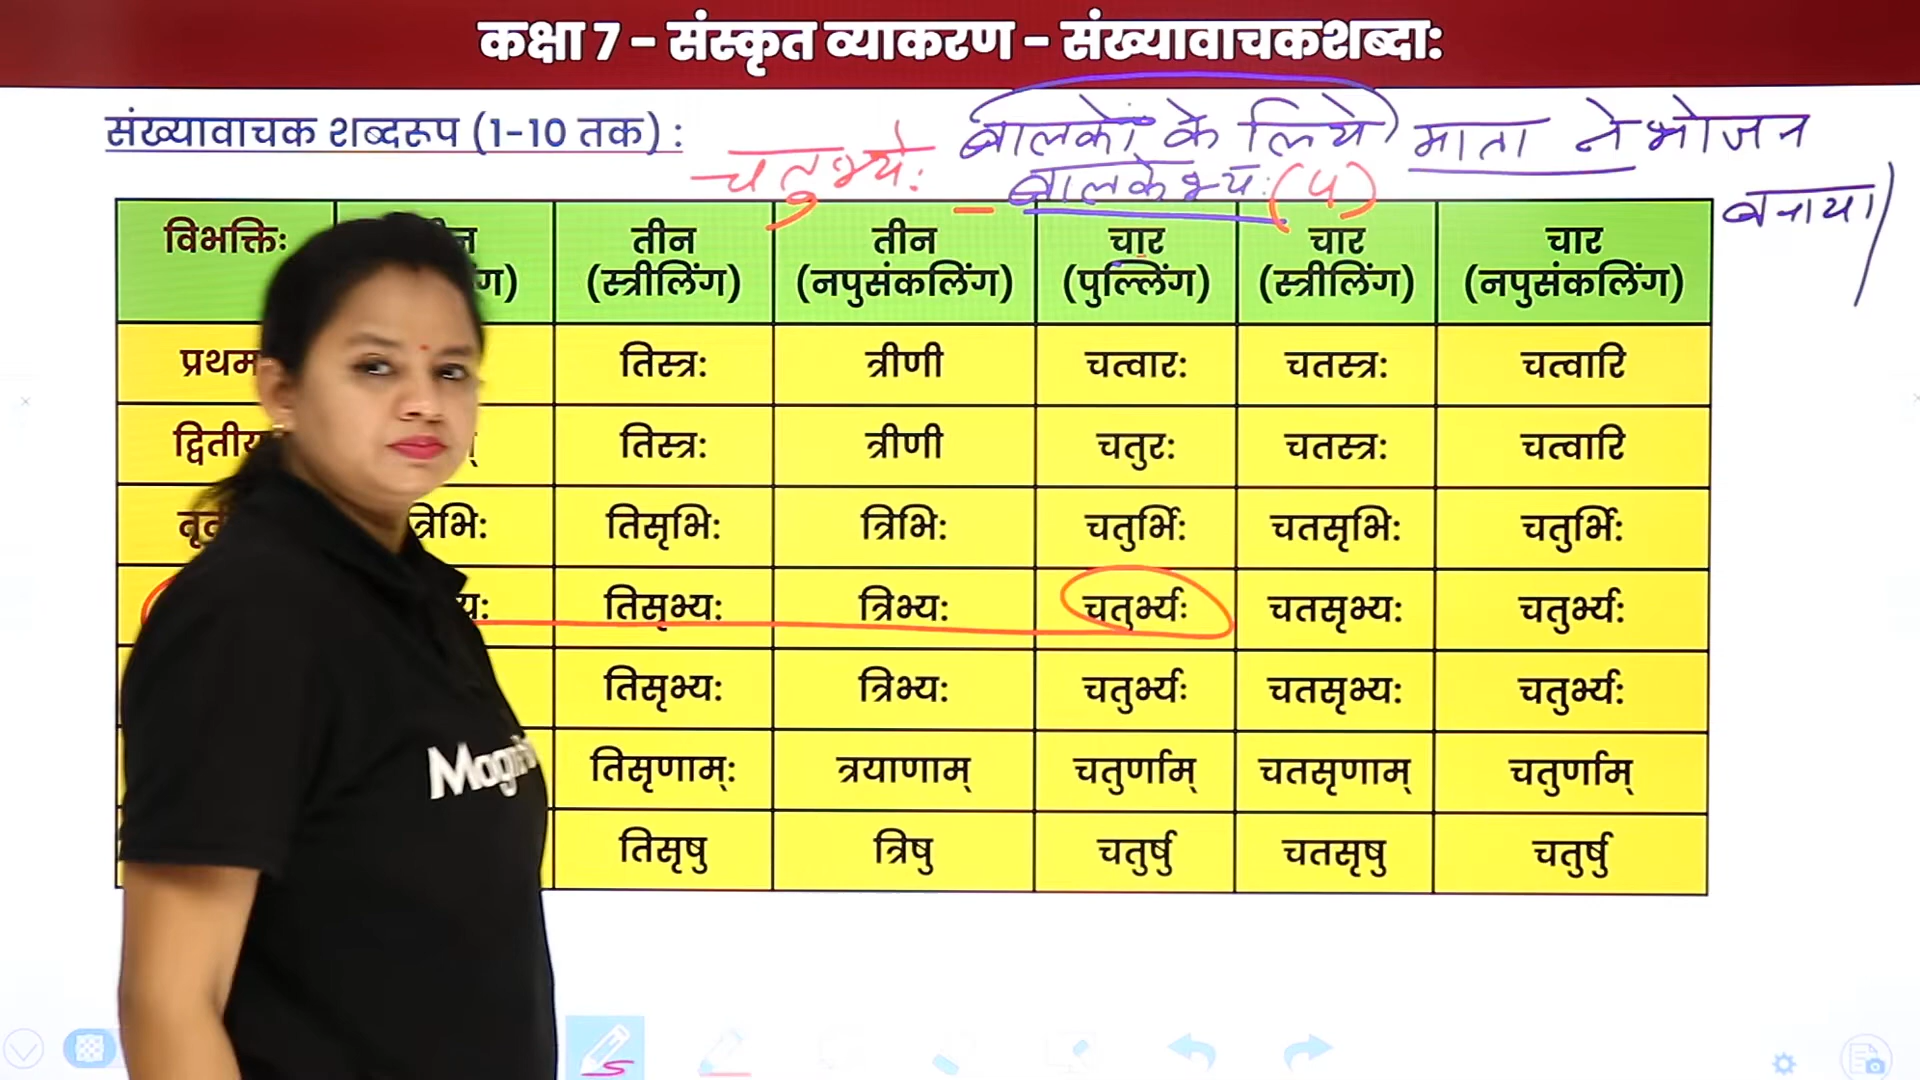 कक्षा 7 - संस्कृत व्याकरण - संख्यावाचकशब्दाः
संख्यावाचक शब्दरूप (1-10 तक) :
बालकों के लिये माता ने भोजन
बनाया।
चतुर्भ्यः बालकेभ्यः (4)
विभक्तिः तीन (स्त्रीलिंग) तीन (नपुसंकलिंग) चार (पुल्लिंग) चार (स्त्रीलिंग) चार (नपुसंकलिंग)
तिस्त्रः त्रीणी चत्वारः चतस्त्रः चत्वारि
तिस्त्रः त्रीणी चतुरः चतस्त्रः चत्वारि
त्रिभिः तिसृभिः त्रिभिः चतुर्भिः चतसृभिः चतुर्भिः
तिसृभ्यः त्रिभ्यः चतुर्भ्यः चतसृभ्यः चतुर्भ्यः
तिसृभ्यः त्रिभ्यः चतुर्भ्यः चतसृभ्यः चतुर्भ्यः
तिसृणाम्ः त्रयाणाम् चतुर्णाम् चतसृणाम् चतुर्णाम्
तिसृषु त्रिषु चतुर्षु चतसृषु चतुर्षु